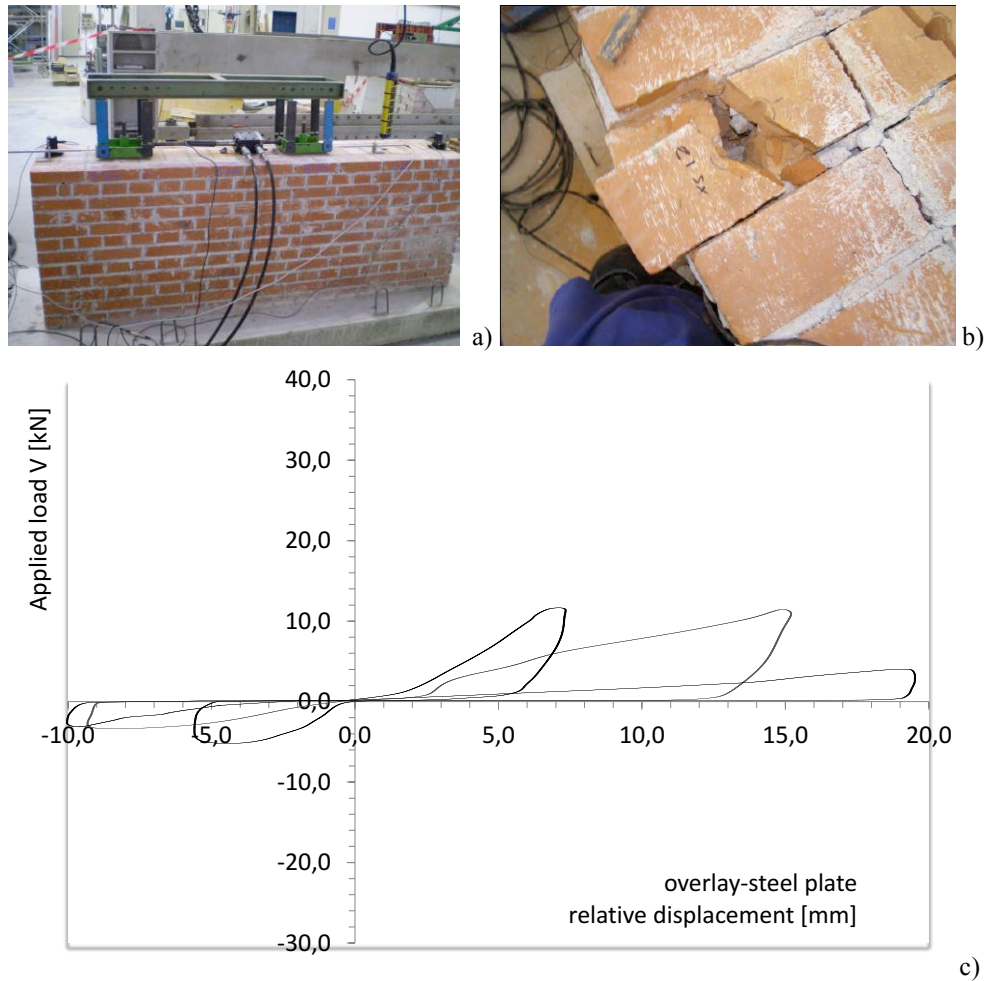 a)
b)
21.5X
Applied load V [kN]
40,0
30,0
20,0
10,0
0,0
-10,0
-5,0
0,0
5,0
10,0
15,0
20,0
-10,0
-20,0
-30,0
overlay-steel plate
relative displacement [mm]
c)